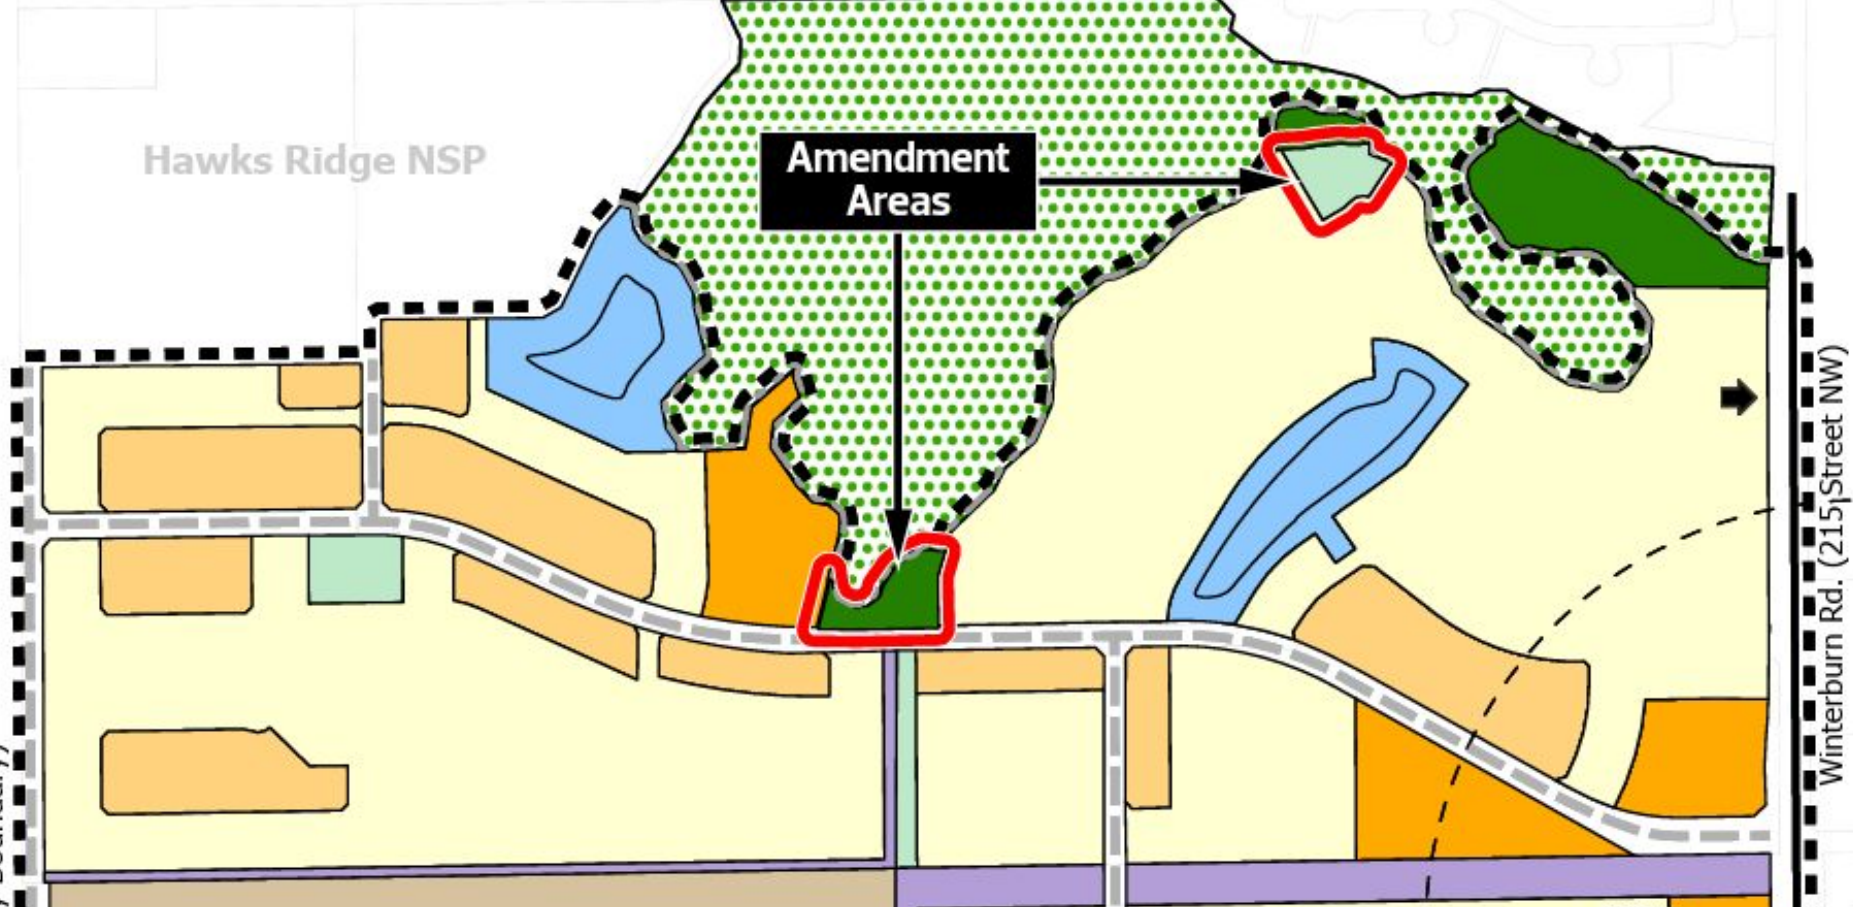 Hawks Ridge NSP
Amendment
Areas
Winterburn Rd. (215 Street NW)